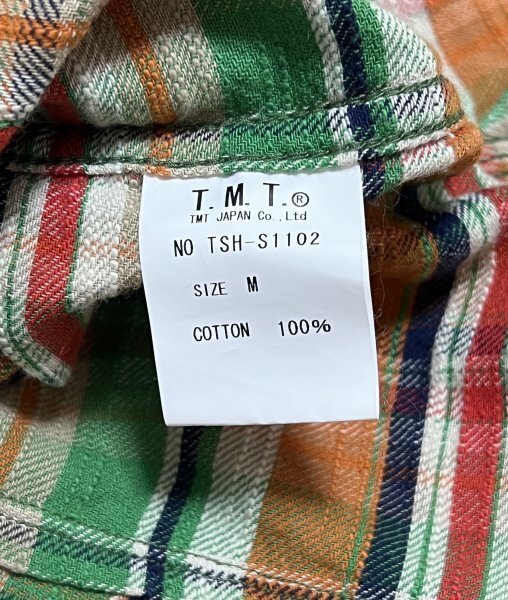 T.M.T.®
TMT JAPAN Co.,Ltd
NO TSH-S1102
SIZE M
COTTON 100%